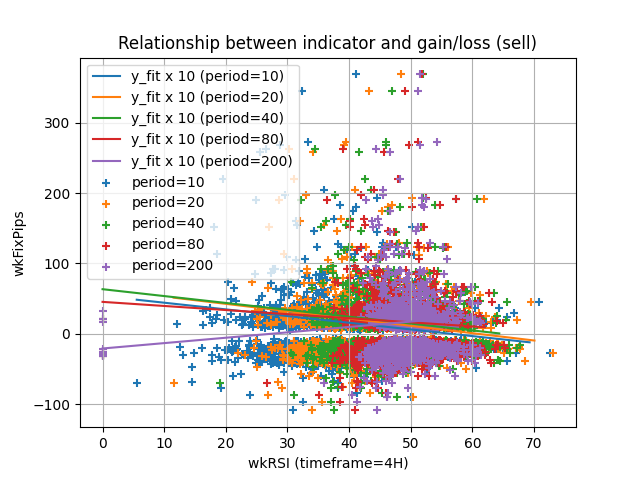 Relationship between indicator and gain/loss (sell)
y_fit x 10 (period=10)
y_fit x 10 (period=20)
y_fit x 10 (period=40)
y_fit x 10 (period=80)
y_fit x 10 (period=200)
period=10
period=20
period=40
period=80
period=200
wkFixPips
300
200
100
0
−100
0 10 20 30 40 50 60 70
wkRSI (timeframe=4H)